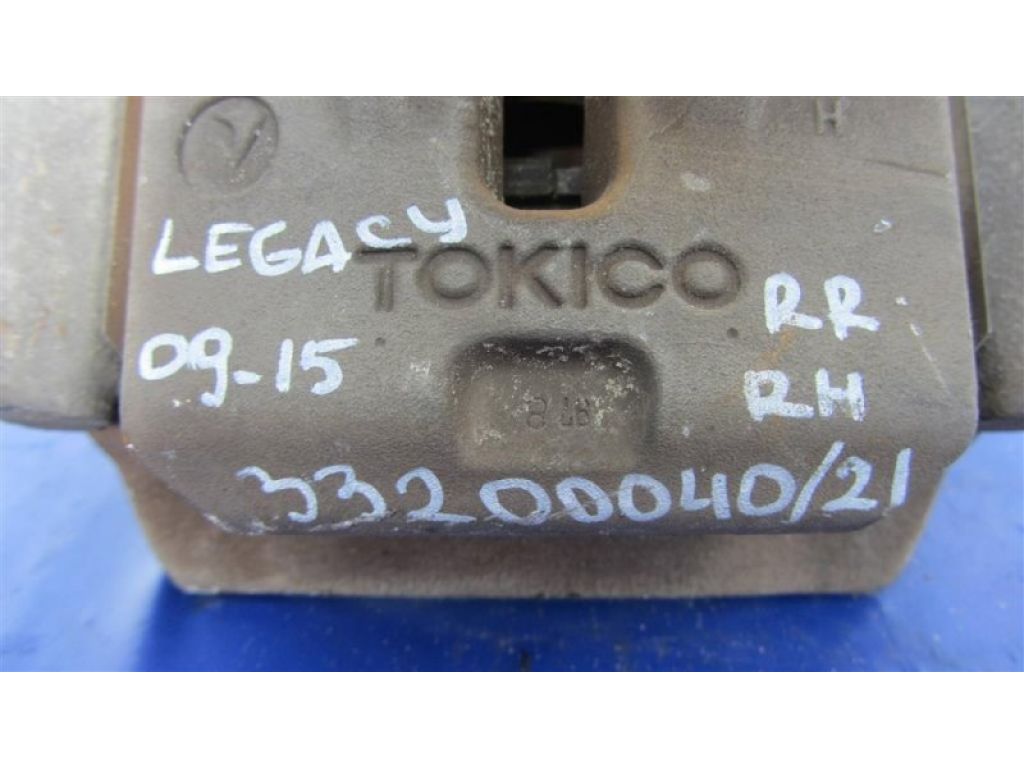 H
LEGACY
TOKICO
RR
09-15
RH
33200040/21